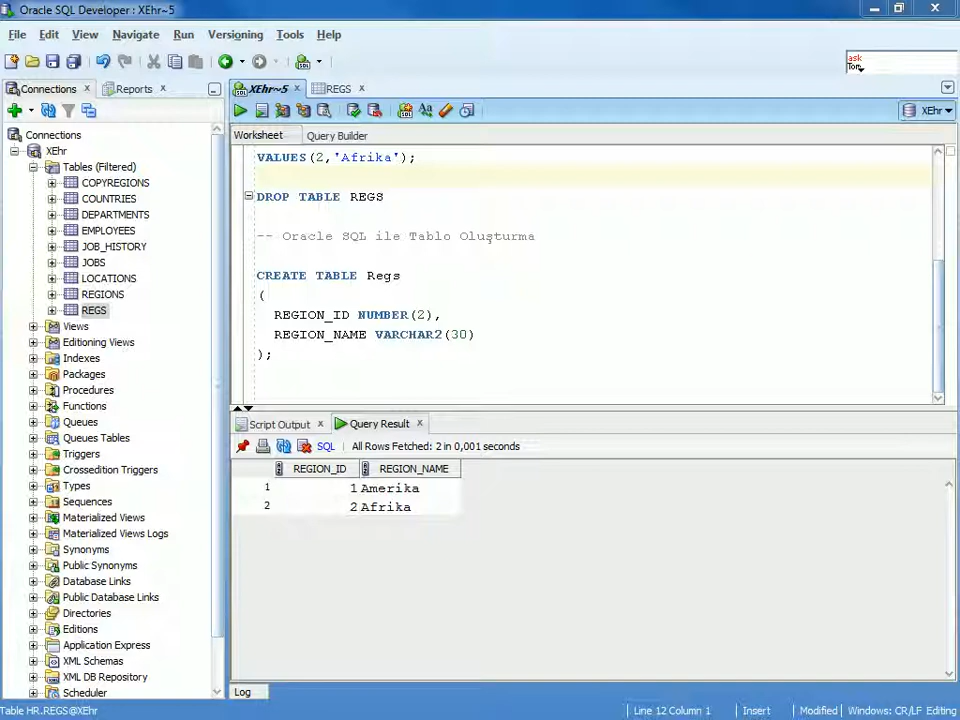 Oracle SQL Developer : XEhr~5
File Edit View Navigate Run Versioning Tools Help
ask
Tom
Connections
Reports
XEhr~5
REGS
XEhr
Worksheet
Query Builder
Connections
XEhr
Tables (Filtered)
COPYREGIONS
COUNTRIES
DEPARTMENTS
EMPLOYEES
JOB_HISTORY
JOBS
LOCATIONS
REGIONS
REGS
Views
Editioning Views
Indexes
Packages
Procedures
Functions
Queues
Queues Tables
Triggers
Crossedition Triggers
Types
Sequences
Materialized Views
Materialized Views Logs
Synonyms
Public Synonyms
Database Links
Public Database Links
Directories
Editions
Application Express
XML Schemas
XML DB Repository
Scheduler
VALUES(2,'Afrika');
DROP TABLE REGS
-- Oracle SQL ile Tablo Oluşturma
CREATE TABLE Regs
(
REGION_ID NUMBER(2),
REGION_NAME VARCHAR2(30)
);
Script Output
Query Result
SQL
All Rows Fetched: 2 in 0,001 seconds
REGION_ID REGION_NAME
1 1 Amerika
2 2 Afrika
Log
Table HR.REGS@XEhr
Line 12 Column 1
Insert
Modified
Windows: CR/LF Editing